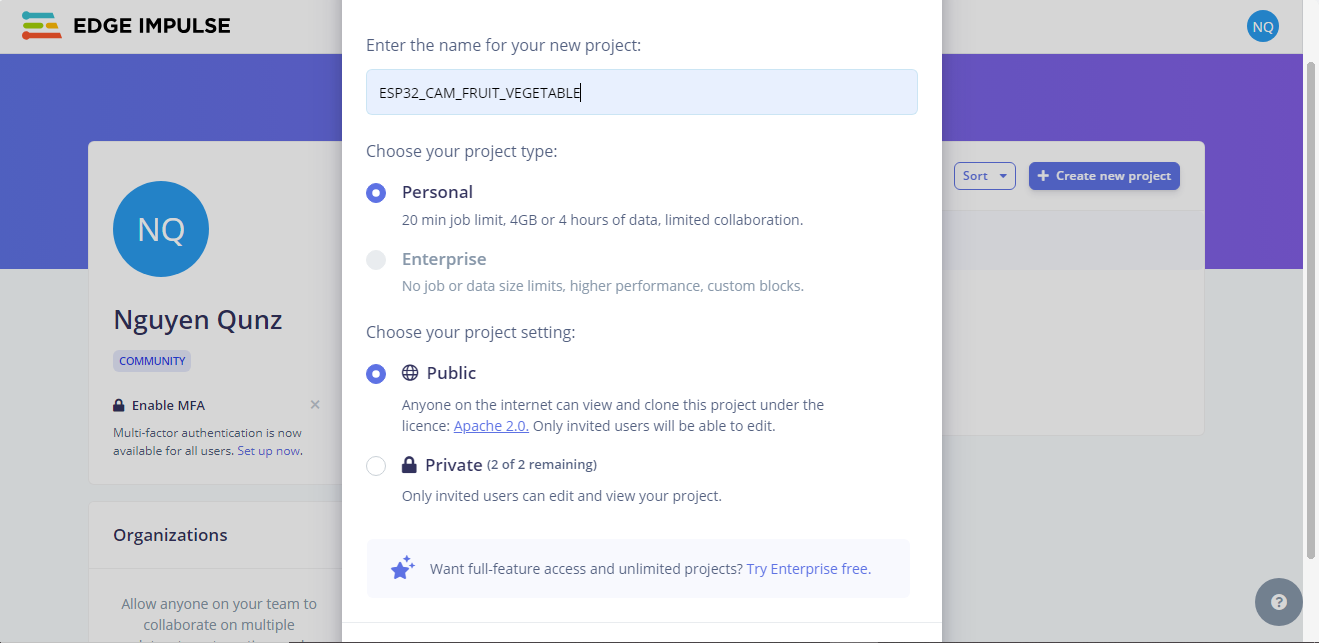 EDGE IMPULSE
NQ
Enter the name for your new project:
ESP32_CAM_FRUIT_VEGETABLE
Choose your project type:
Personal
20 min job limit, 4GB or 4 hours of data, limited collaboration.
Enterprise
No job or data size limits, higher performance, custom blocks.
Choose your project setting:
Public
Anyone on the internet can view and clone this project under the
licence: Apache 2.0. Only invited users will be able to edit.
Private (2 of 2 remaining)
Only invited users can edit and view your project.
Want full-feature access and unlimited projects? Try Enterprise free.
Sort
+ Create new project
NQ
Nguyen Qunz
COMMUNITY
Enable MFA ×
Multi-factor authentication is now
available for all users. Set up now.
Organizations
Allow anyone on your team to
collaborate on multiple
?